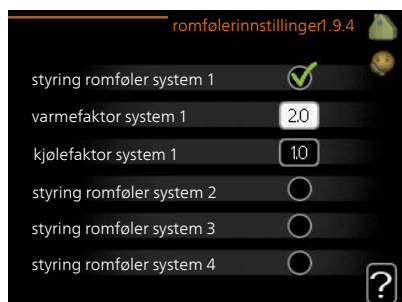 romfølerinnstillinger1.9.4
styring romføler system 1
varmefaktor system 1 2.0
kjølefaktor system 1 1.0
styring romføler system 2
styring romføler system 3
styring romføler system 4
?